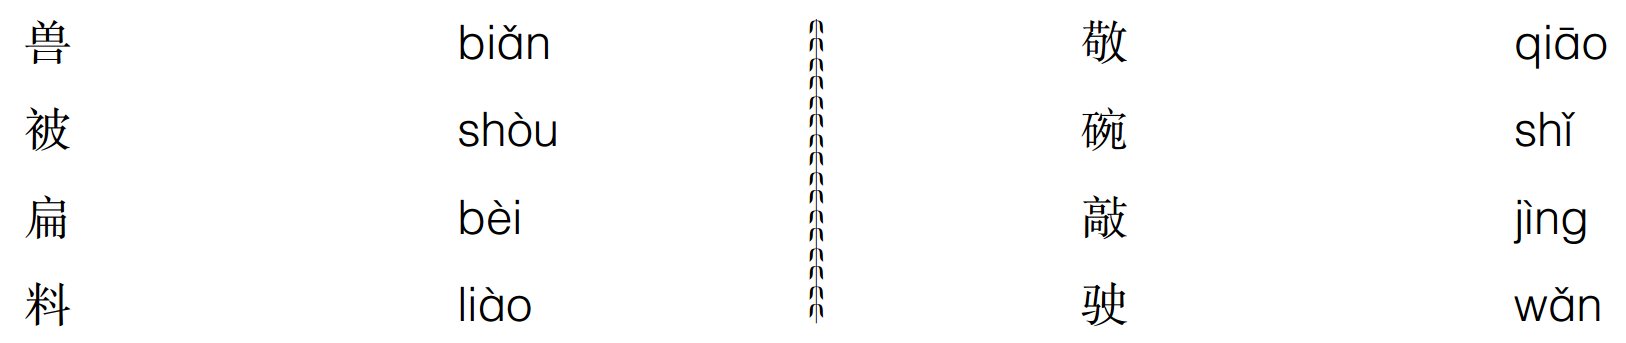 兽 biǎn 敬 qiāo
被 shòu 碗 shǐ
扁 bèi 敲 jìng
料 liào 驶 wǎn